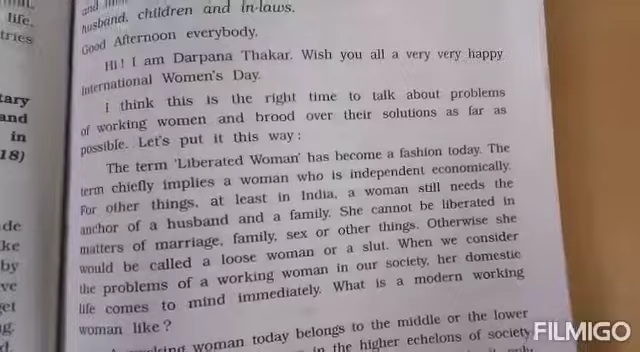 life.
tries
tary
and
in
18)
de
ke
by
ve
get
ng.
d.
and
husband, children and in-laws.
Good Afternoon everybody.
Hi! I am Darpana Thakar. Wish you all a very very happy
International Women's Day.
I think this is the right time to talk about problems
of working women and brood over their solutions as far as
possible. Let's put it this way:
The term 'Liberated Woman' has become a fashion today. The
term chiefly implies a woman who is independent economically.
For other things, at least in India, a woman still needs the
anchor of a husband and a family. She cannot be liberated in
matters of marriage, family, sex or other things. Otherwise she
would be called a loose woman or a slut. When we consider
the problems of a working woman in our society, her domestic
life comes to mind immediately. What is a modern working
woman like?
woman today belongs to the middle or the lower
in the higher echelons of society
only
FILMIGO